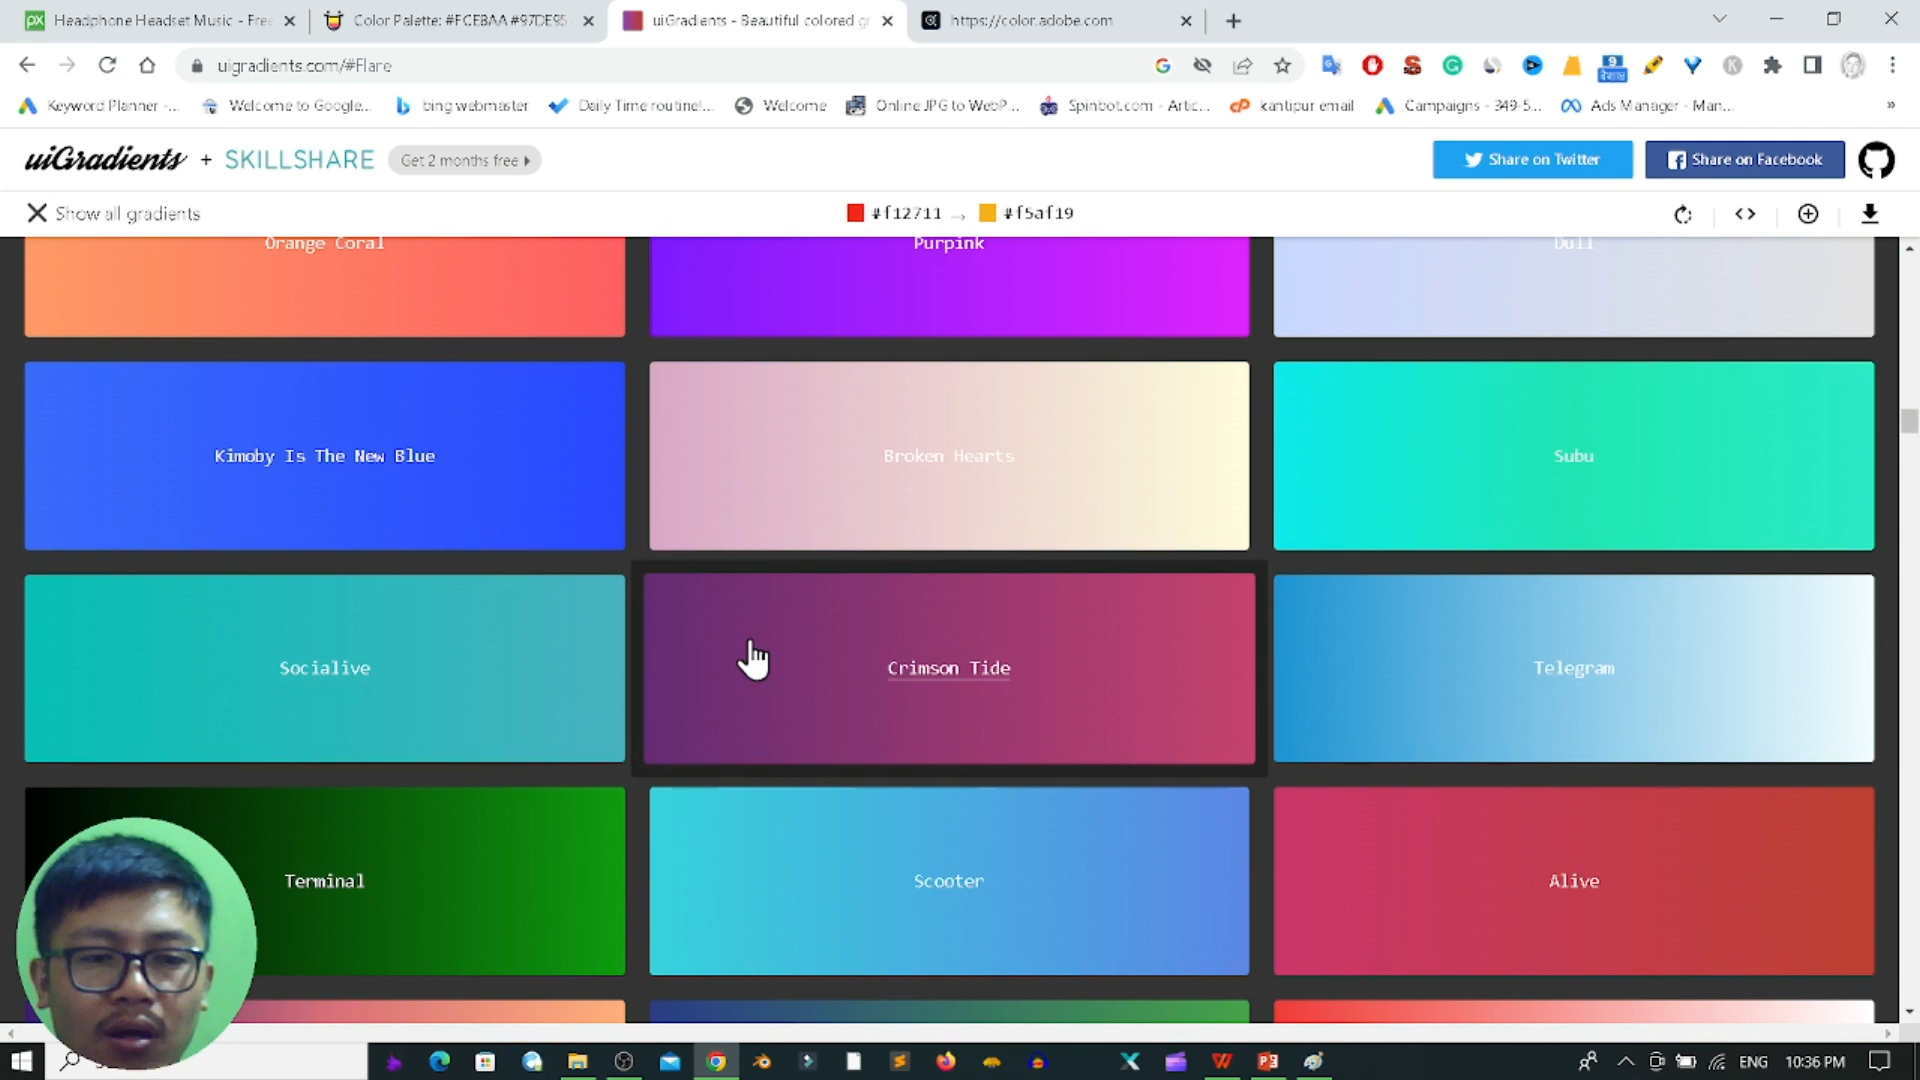 Headphone Headset Music - Free
Color Palette: #FCE8AA #97DE95
uiGradients - Beautiful colored gr
https://color.adobe.com
uigradients.com/#Flare
Keyword Planner -...
Welcome to Google...
bing webmaster
Daily Time routine!...
Welcome
Online JPG to WebP...
Spinbot.com - Artic...
kantipur email
Campaigns - 349-5...
Ads Manager - Man...
»
uiGradients + SKILLSHARE
Get 2 months free
Share on Twitter
Share on Facebook
Show all gradients
#f12711 → #f5af19
Orange Coral
Purpink
Dull
Kimoby Is The New Blue
Broken Hearts
Subu
Socialive
Crimson Tide
Telegram
Terminal
Scooter
Alive
ENG
10:36 PM